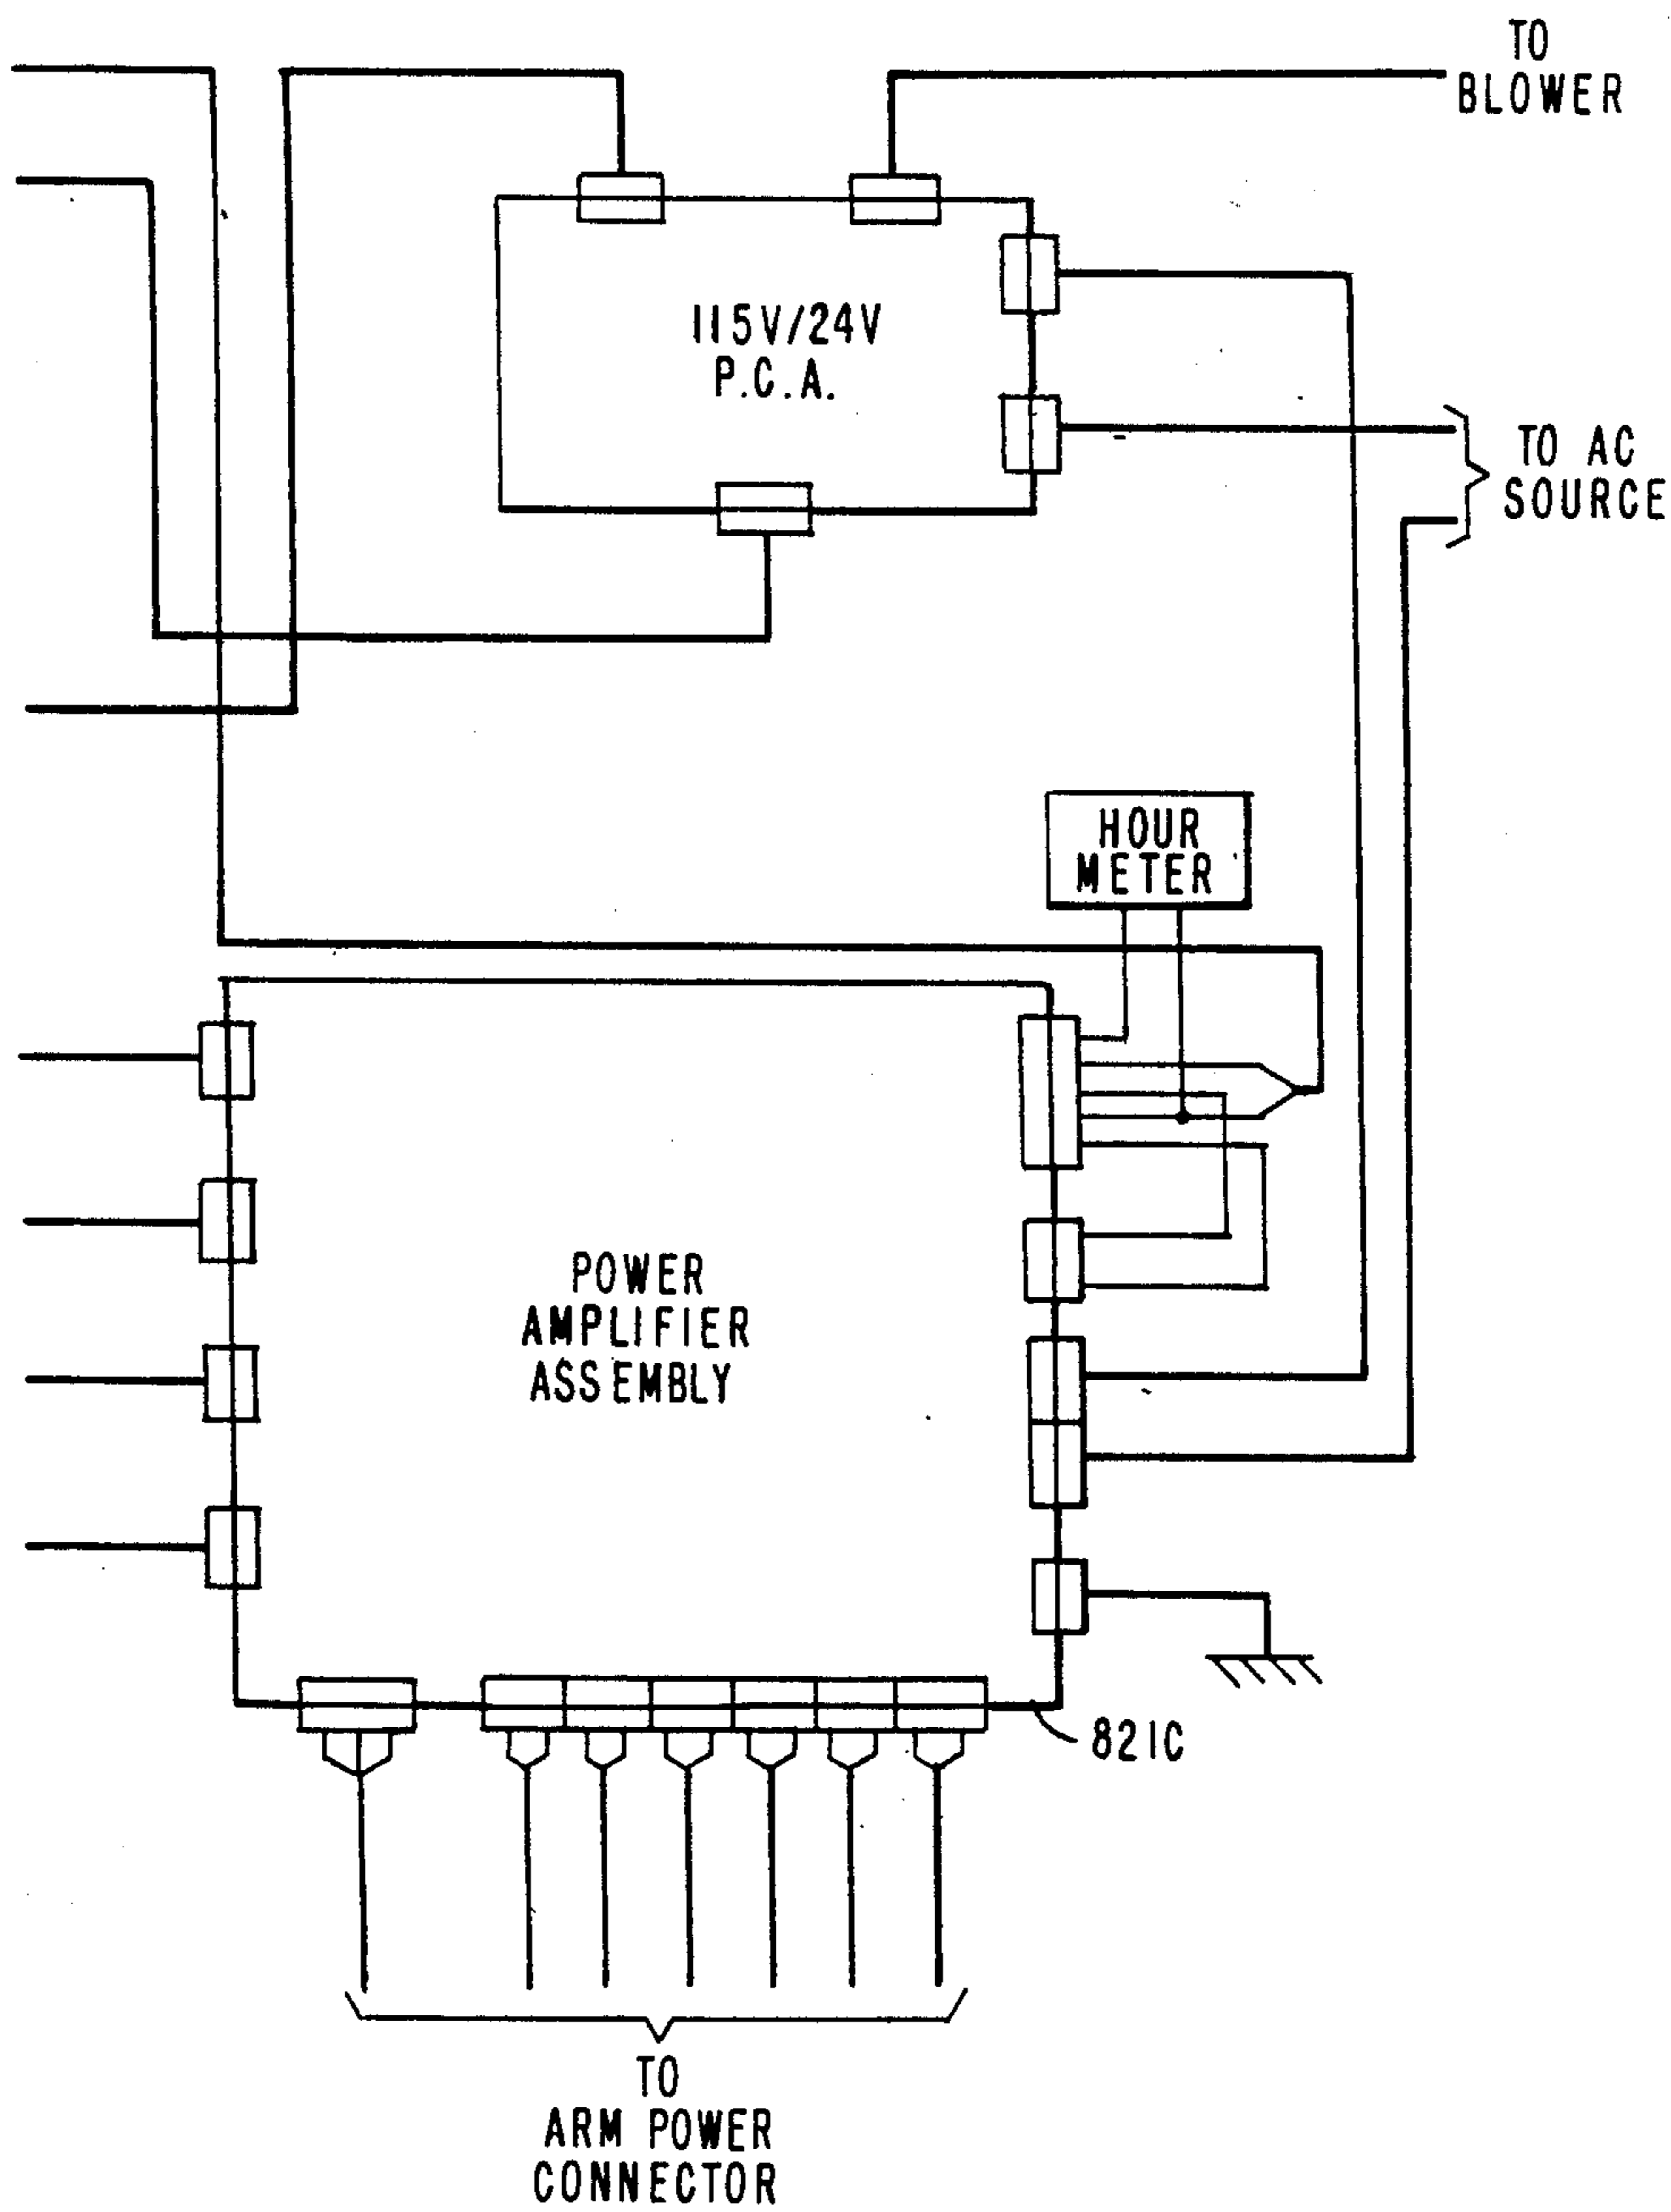 TO
BLOWER
115V/24V
P.C.A.
TO AC
SOURCE
HOUR
METER
POWER
AMPLIFIER
ASSEMBLY
821C
TO
ARM POWER
CONNECTOR